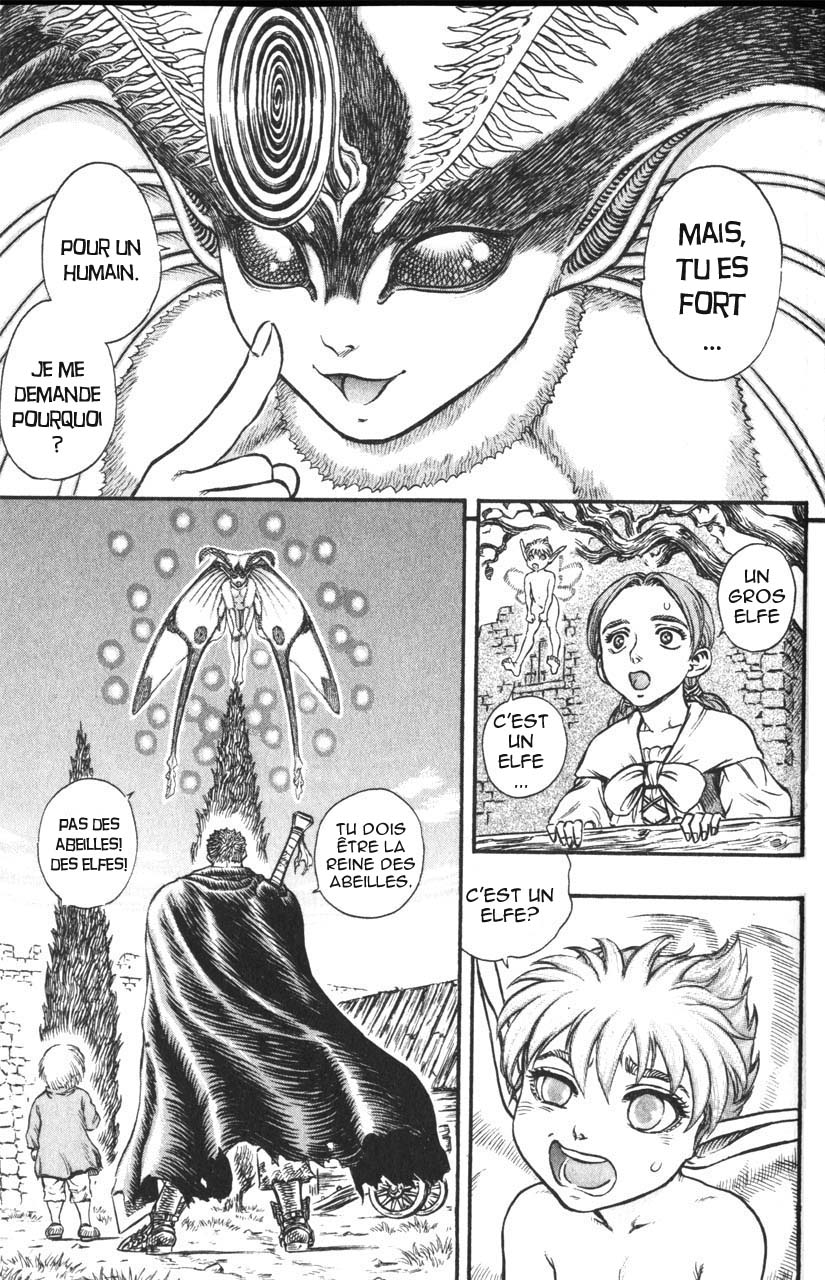 MAIS,
TU ES
FORT
...
POUR UN
HUMAIN.
JE ME
DEMANDE
POURQUOI
?
UN
GROS
ELFE
C'EST
UN
ELFE
...
TU DOIS
ÊTRE LA
REINE DES
ABEILLES.
PAS DES
ABEILLES!
DES ELFES!
C'EST UN
ELFE?